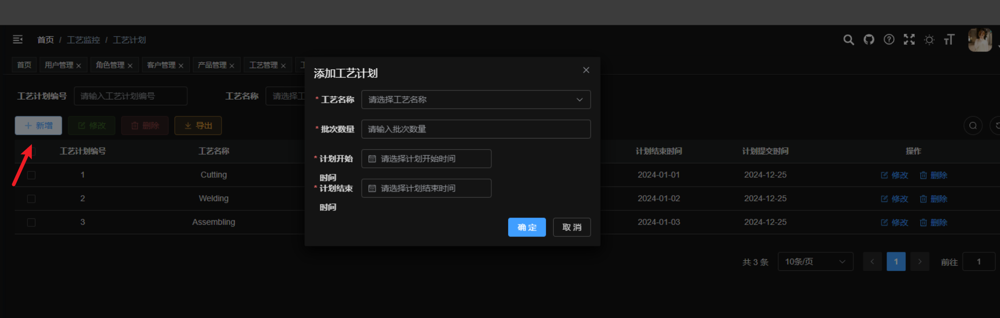 首页 / 工艺监控 / 工艺计划
首页 用户管理 × 角色管理 × 客户管理 × 产品管理 × 工艺管理 ×
添加工艺计划
工艺计划编号 请输入工艺计划编号 工艺名称 请选择工
* 工艺名称 请选择工艺名称
新增 修改 删除 导出
* 批次数量 请输入批次数量
工艺计划编号 工艺名称 计划结束时间 计划提交时间 操作
* 计划开始时间 请选择计划开始时间
1 Cutting 2024-01-01 2024-12-25 修改 删除
* 计划结束时间 请选择计划结束时间
2 Welding 2024-01-02 2024-12-25 修改 删除
3 Assembling 2024-01-03 2024-12-25 修改 删除
确 定 取 消
共 3 条 10条/页 < 1 > 前往 1